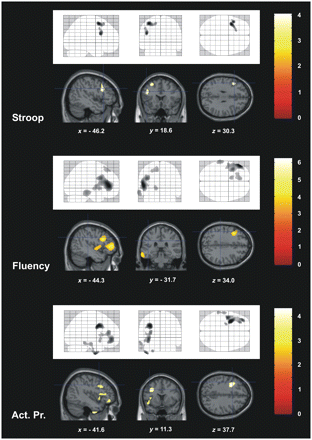 4
3
2
1
0
Stroop
x = - 46.2 y = 18.6 z = 30.3
6
5
4
3
2
1
0
Fluency
x = - 44.3 y = - 31.7 z = 34.0
4
3
2
1
0
Act. Pr.
x = - 41.6 y = 11.3 z = 37.7